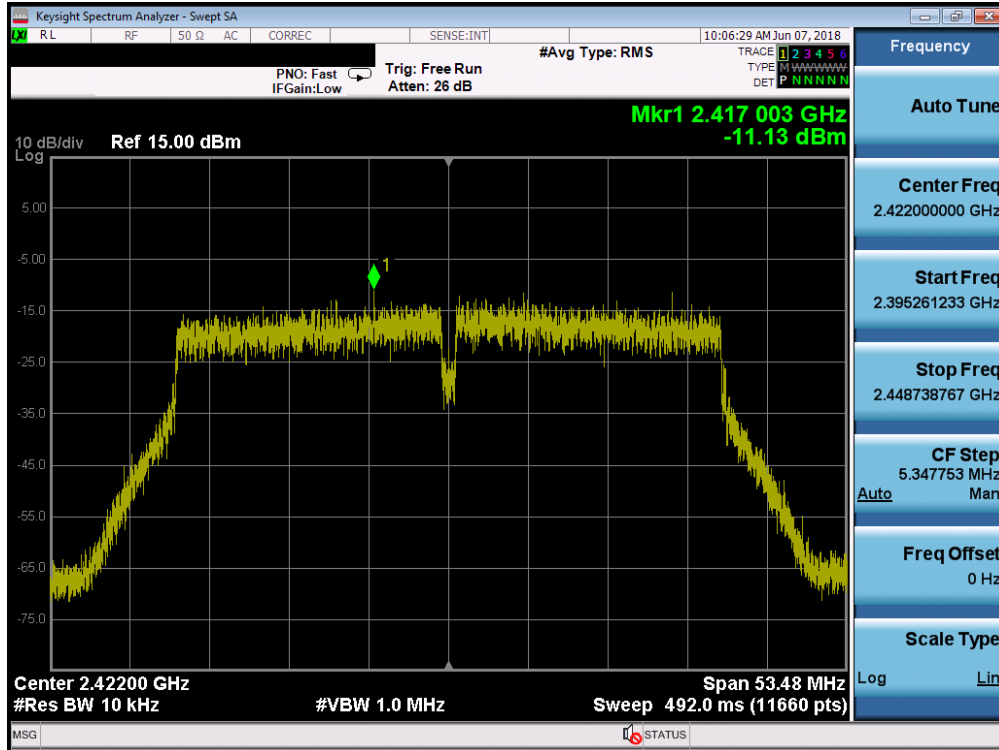 Keysight Spectrum Analyzer - Swept SA
LXI RL RF 50 Ω AC CORREC SENSE:INT 10:06:29 AM Jun 07, 2018
#Avg Type: RMS
TRACE 1 2 3 4 5 6
TYPE M WWWWW
DET P N N N N N
PNO: Fast
IFGain:Low
Trig: Free Run
Atten: 26 dB
Mkr1 2.417 003 GHz
-11.13 dBm
10 dB/div Ref 15.00 dBm
Log
5.00
-5.00
1
-15.0
-25.0
-35.0
-45.0
-55.0
-65.0
-75.0
Center 2.42200 GHz Span 53.48 MHz
#Res BW 10 kHz #VBW 1.0 MHz Sweep 492.0 ms (11660 pts)
MSG STATUS
Frequency
Auto Tune
Center Freq
2.422000000 GHz
Start Freq
2.395261233 GHz
Stop Freq
2.448738767 GHz
CF Step
5.347753 MHz
Auto Man
Freq Offset
0 Hz
Scale Type
Log Lin